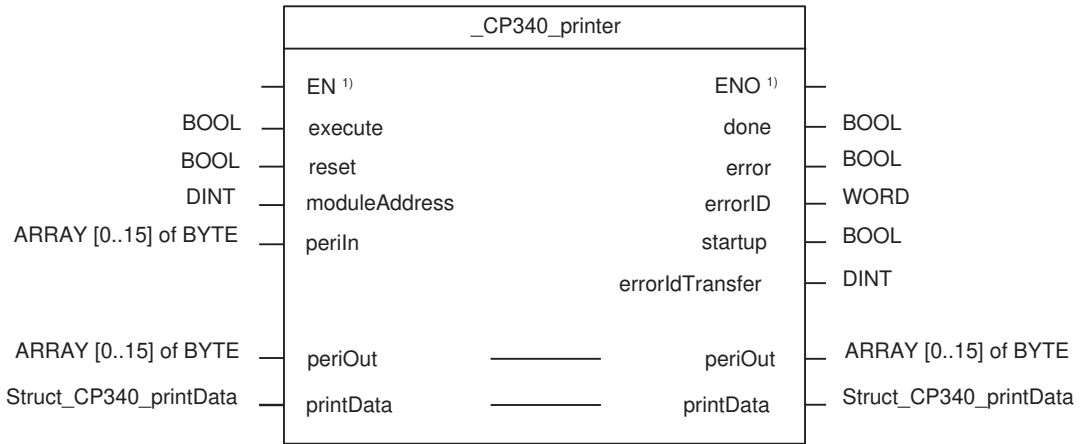 _CP340_printer
EN 1) ENO 1)
BOOL execute done BOOL
BOOL reset error BOOL
DINT moduleAddress errorID WORD
ARRAY [0..15] of BYTE periIn startup BOOL
errorIdTransfer DINT
ARRAY [0..15] of BYTE periOut periOut ARRAY [0..15] of BYTE
Struct_CP340_printData printData printData Struct_CP340_printData